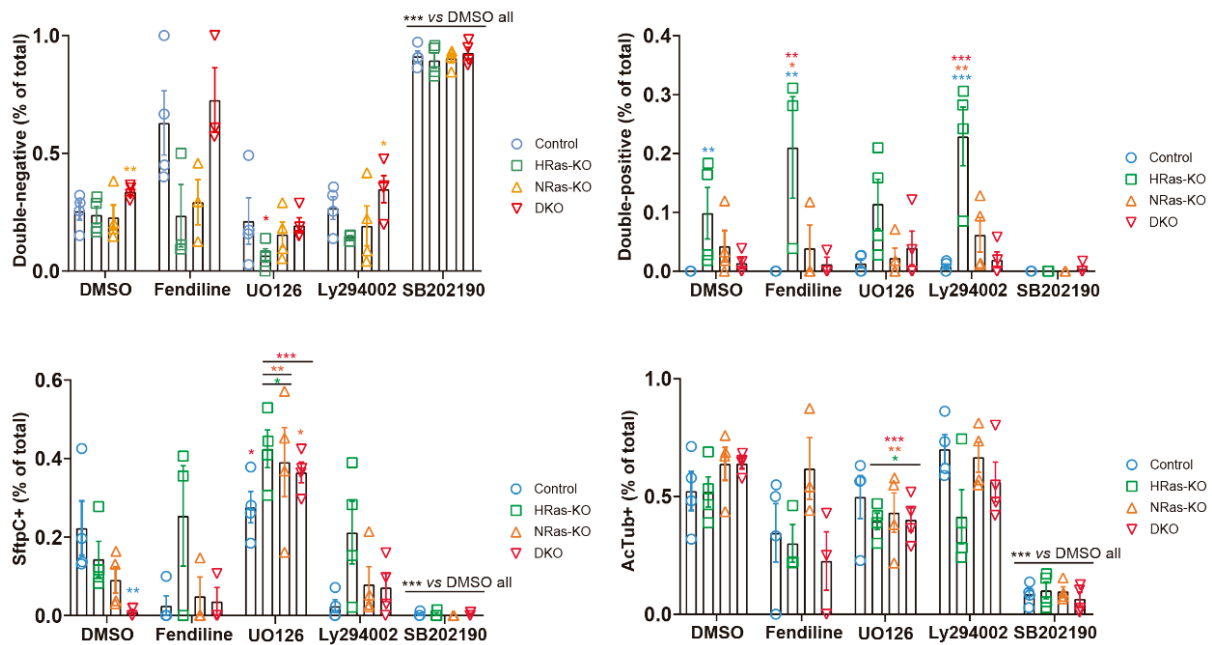 *** vs DMSO all
Double-negative (% of total)
1.0
0.5
0.0
**
*
*
DMSO
Fendiline
UO126
Ly294002
SB202190
Control
HRas-KO
NRas-KO
DKO
Double-positive (% of total)
0.4
0.3
0.2
0.1
0.0
**
**
*
**
***
**
***
DMSO
Fendiline
UO126
Ly294002
SB202190
Control
HRas-KO
NRas-KO
DKO
SftpC+ (% of total)
0.6
0.4
0.2
0.0
**
***
**
*
*
*
*** vs DMSO all
DMSO
Fendiline
UO126
Ly294002
SB202190
Control
HRas-KO
NRas-KO
DKO
AcTub+ (% of total)
1.0
0.5
0.0
***
**
*
*** vs DMSO all
DMSO
Fendiline
UO126
Ly294002
SB202190
Control
HRas-KO
NRas-KO
DKO